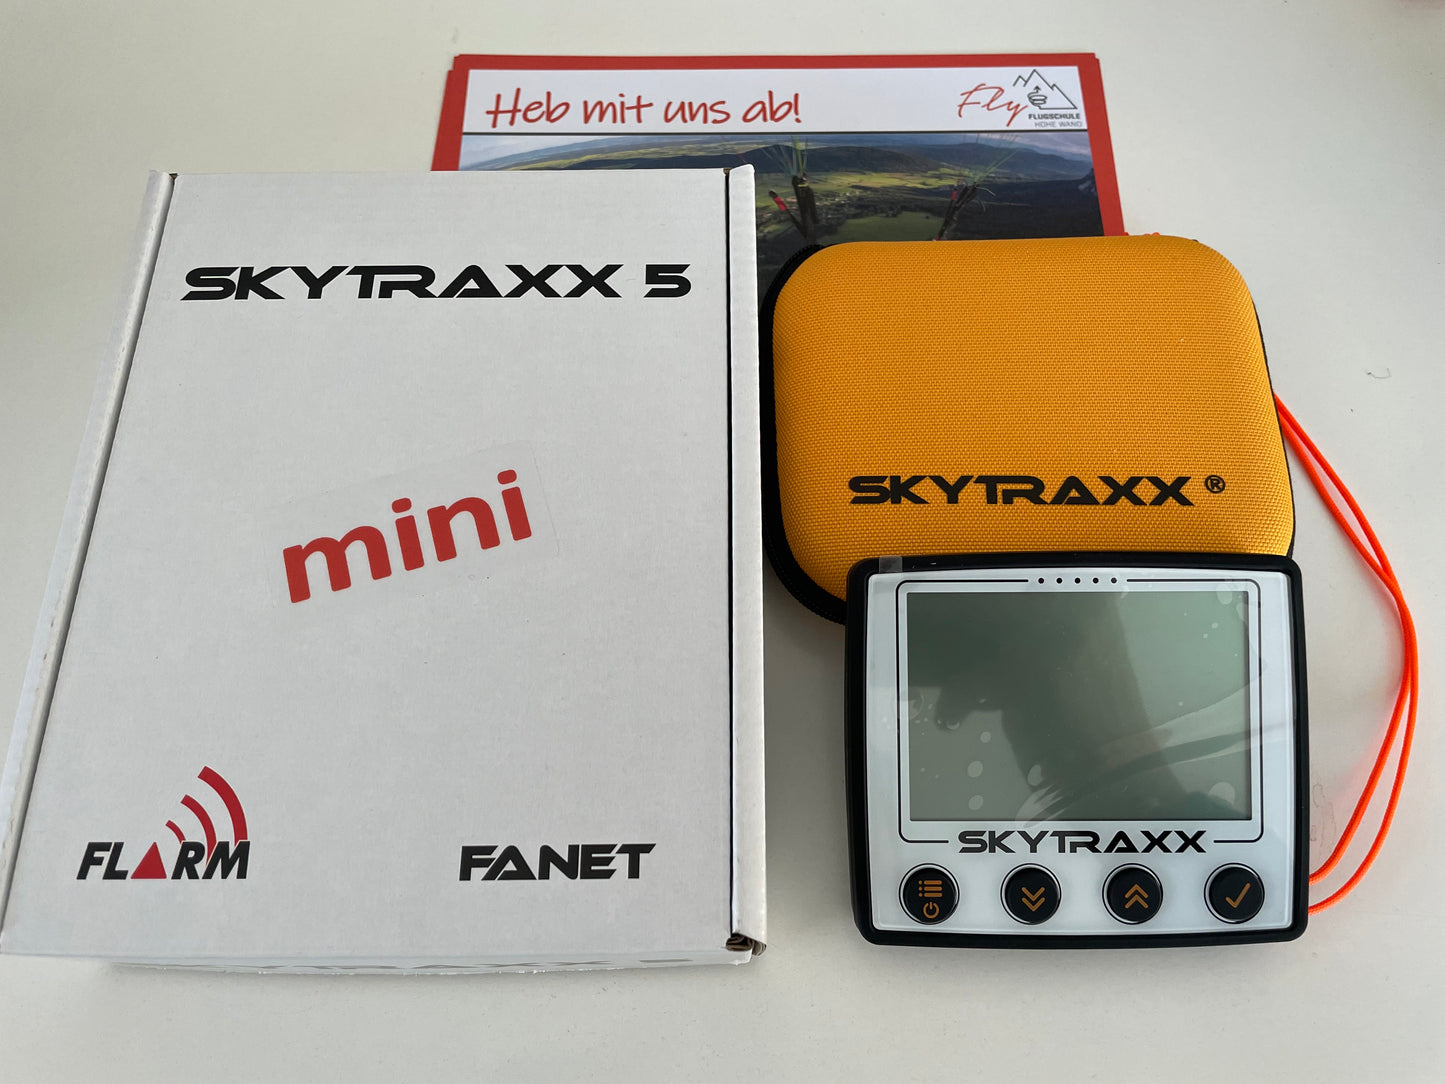 Heb mit uns ab!
Fly
FLUGSCHULE
HOHE WAND
SKYTRAXX 5
mini
FLARM
FANET
SKYTRAXX ®
SKYTRAXX